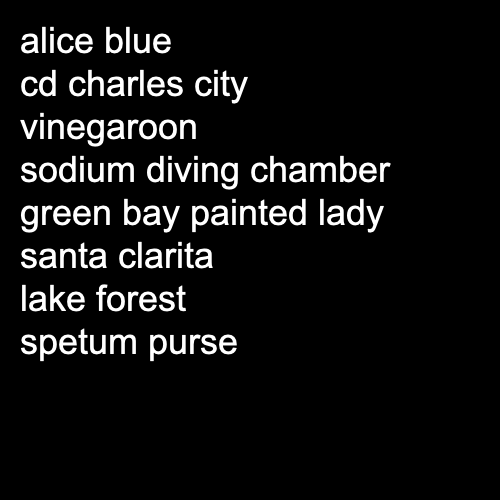 alice blue
cd charles city
vinegaroon
sodium diving chamber
green bay painted lady
santa clarita
lake forest
spetum purse